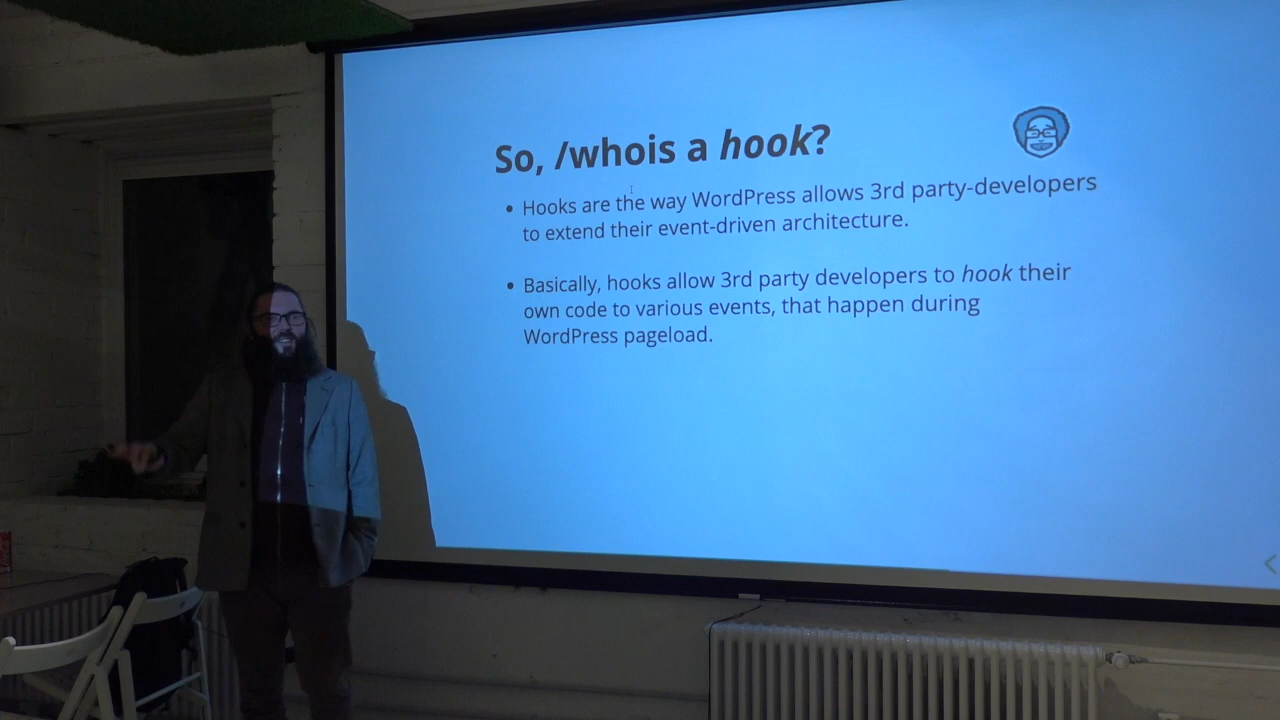 So, /whois a hook?
• Hooks are the way WordPress allows 3rd party-developers
to extend their event-driven architecture.
• Basically, hooks allow 3rd party developers to hook their
own code to various events, that happen during
WordPress pageload.